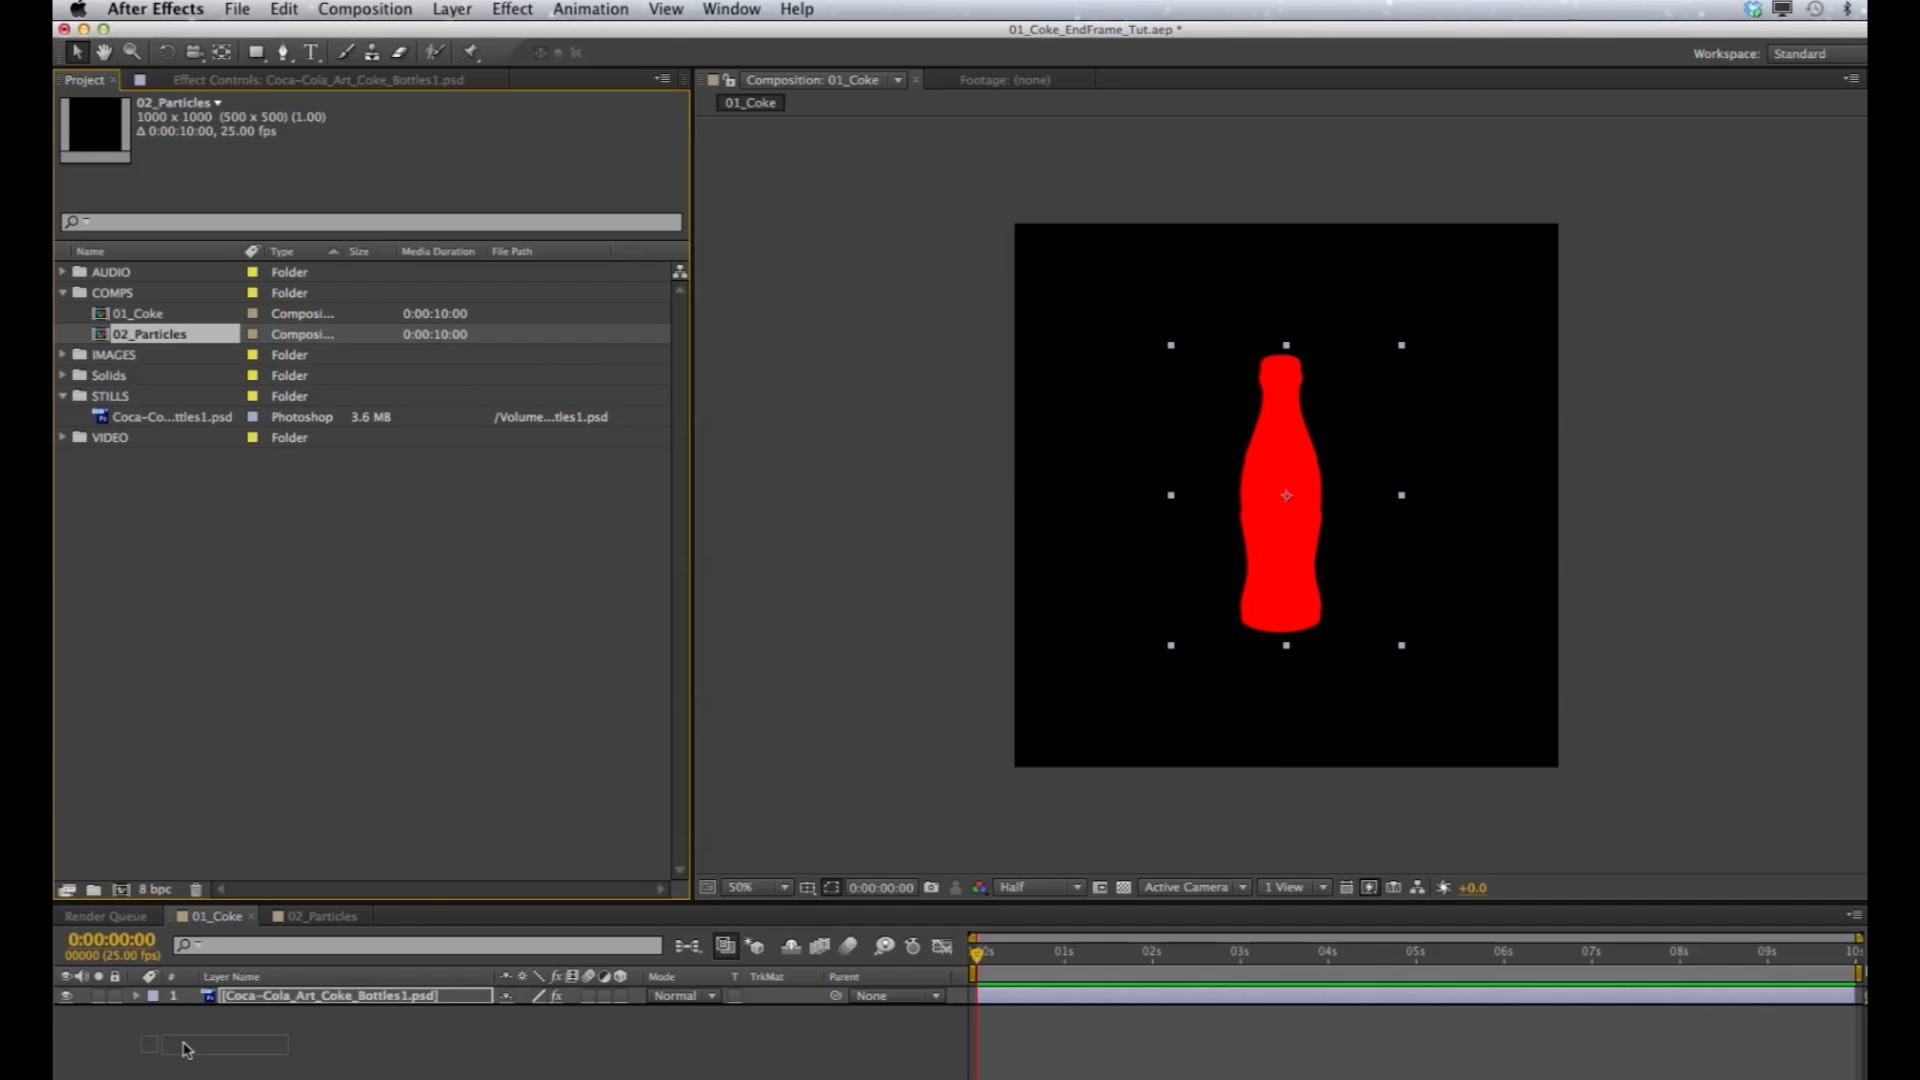 After Effects File Edit Composition Layer Effect Animation View Window Help
01_Coke_EndFrame_Tut.aep *
T Workspace: Standard
Project Effect Controls: Coca-Cola_Art_Coke_Bottles1.psd Composition: 01_Coke Footage: (none)
02_Particles
1000 x 1000 (500 x 500) (1.00)
Δ 0:00:10:00, 25.00 fps
01_Coke
Name Type Size Media Duration File Path
AUDIO Folder
COMPS Folder
01_Coke Composi... 0:00:10:00
02_Particles Composi... 0:00:10:00
IMAGES Folder
Solids Folder
STILLS Folder
Coca-Co...ttles1.psd Photoshop 3.6 MB /Volume...tles1.psd
VIDEO Folder
8 bpc 50% 0:00:00:00 Half Active Camera 1 View +0.0
Render Queue 01_Coke 02_Particles
0:00:00:00
00000 (25.00 fps)
01s 02s 03s 04s 05s 06s 07s 08s 09s 10s
# Layer Name fx Mode T TrkMat Parent
1 [Coca-Cola_Art_Coke_Bottles1.psd] fx Normal None